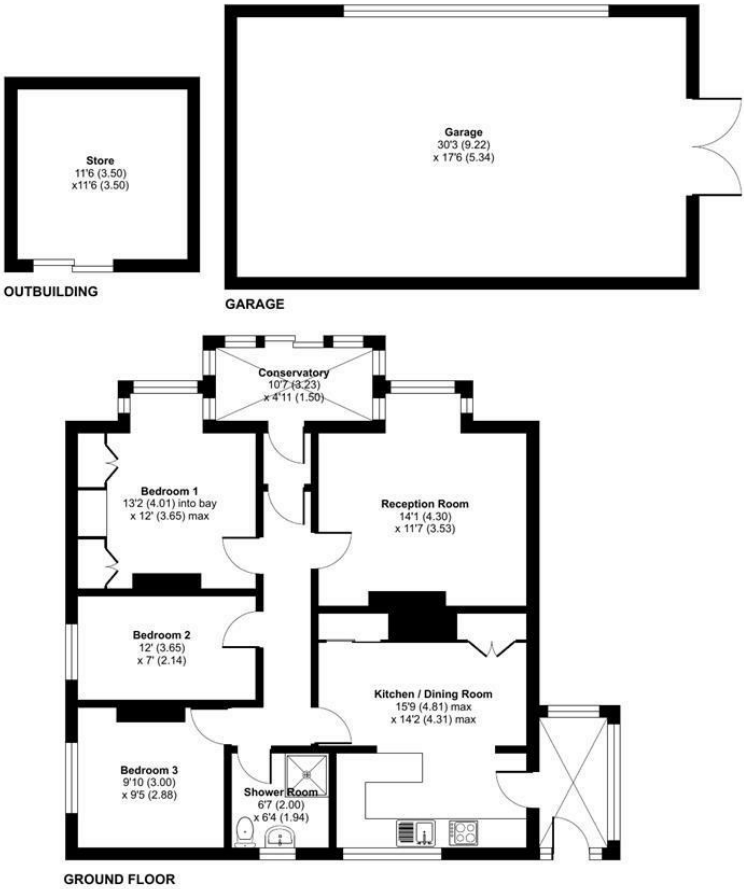 Store
11'6 (3.50)
x11'6 (3.50)
OUTBUILDING
Garage
30'3 (9.22)
x 17'6 (5.34)
GARAGE
Conservatory
10'7 (3.23)
x 4'11 (1.50)
Bedroom 1
13'2 (4.01) into bay
x 12' (3.65) max
Reception Room
14'1 (4.30)
x 11'7 (3.53)
Bedroom 2
12' (3.65)
x 7' (2.14)
Kitchen / Dining Room
15'9 (4.81) max
x 14'2 (4.31) max
Bedroom 3
9'10 (3.00)
x 9'5 (2.88)
Shower Room
6'7 (2.00)
x 6'4 (1.94)
GROUND FLOOR